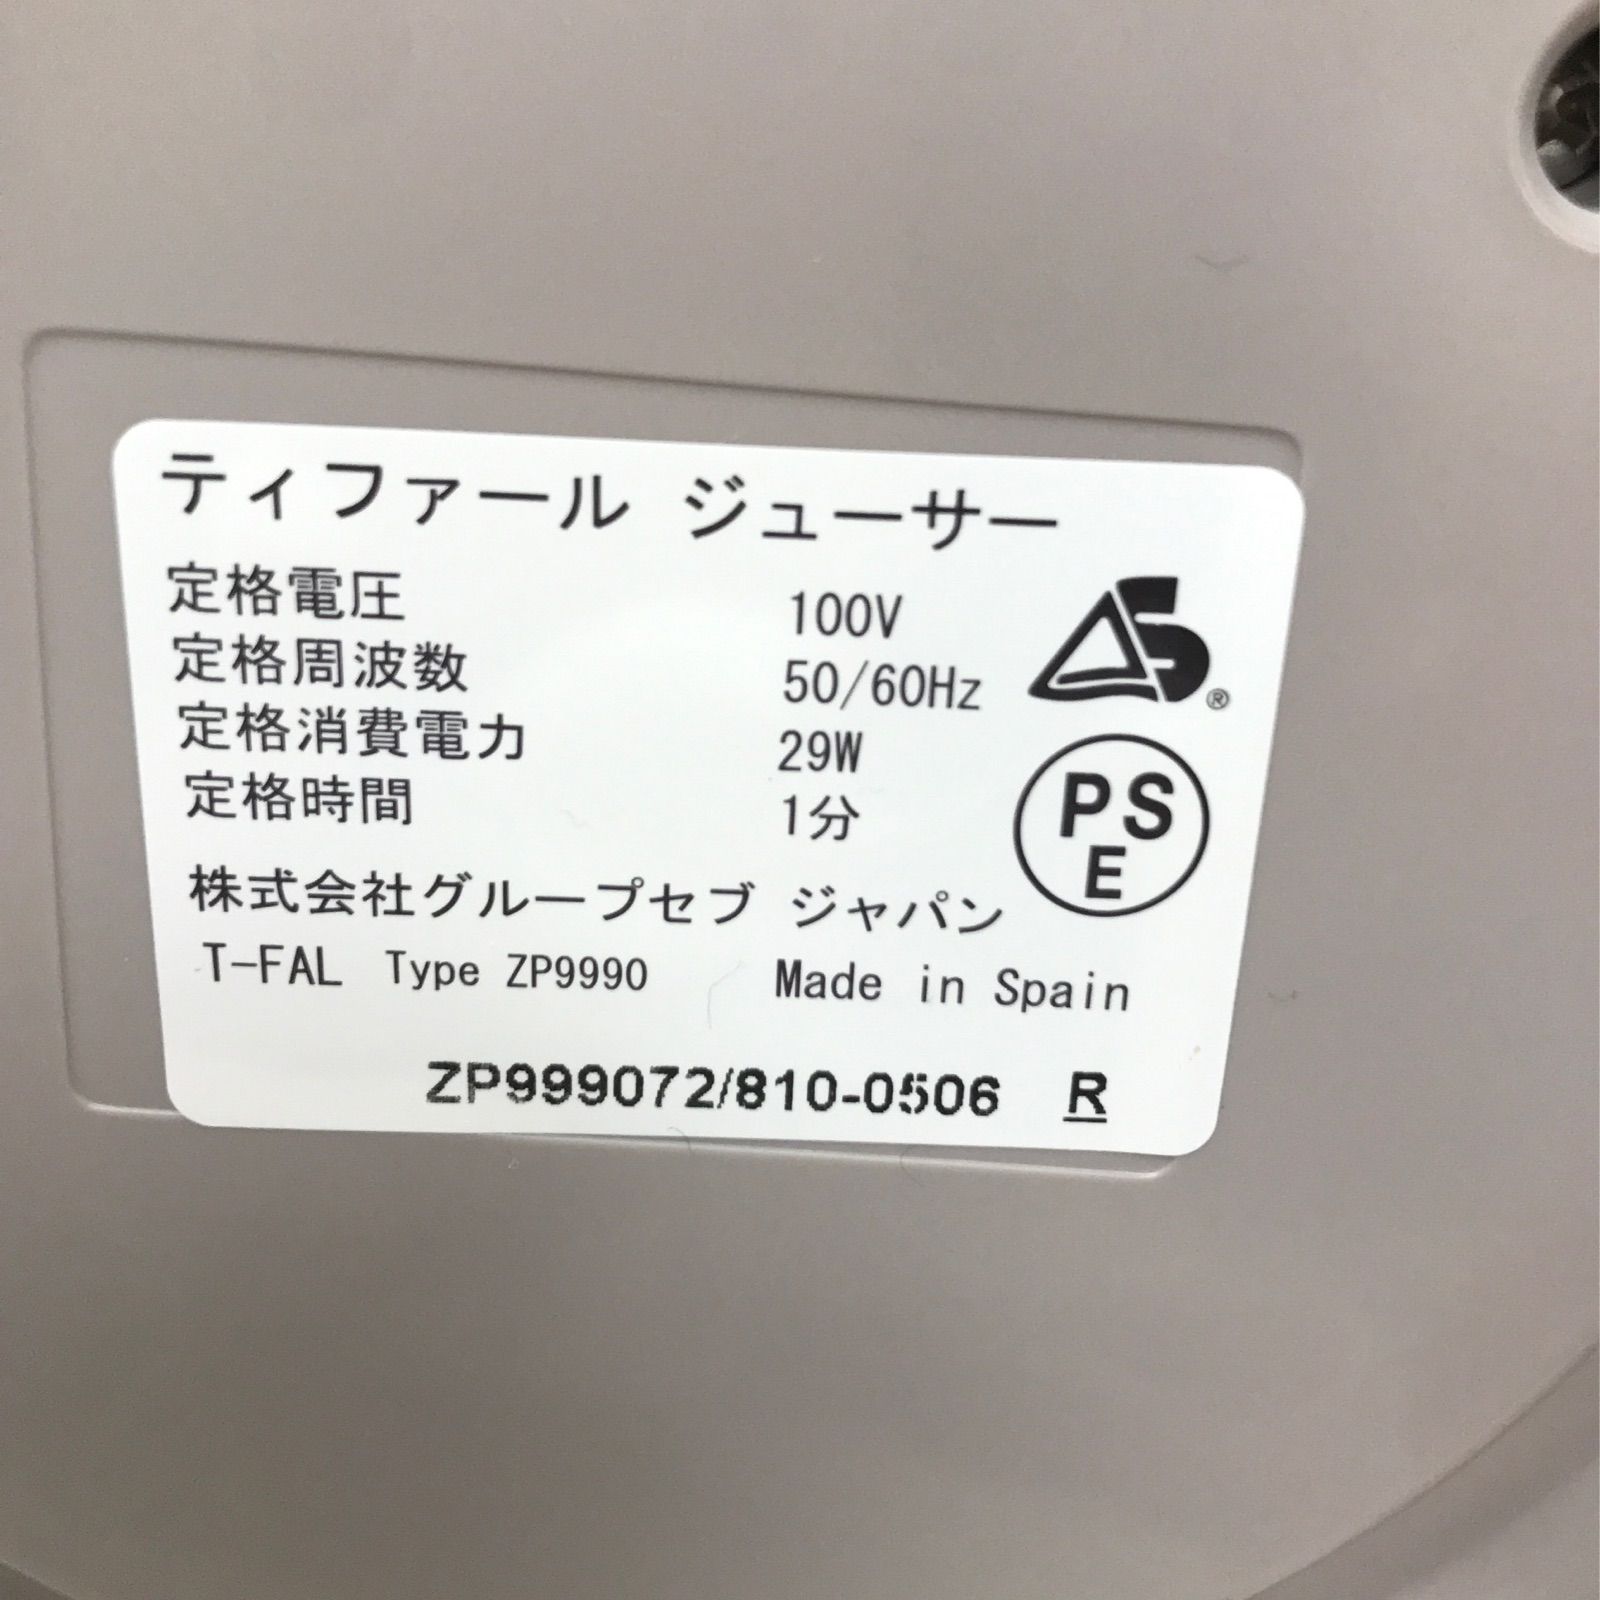 ティファール ジューサー
定格電圧 100V
定格周波数 50/60Hz
定格消費電力 29W
定格時間 1分
株式会社グループセブ ジャパン
T-FAL Type ZP9990 Made in Spain
ZP999072/810-0506 R
S®
PS
E